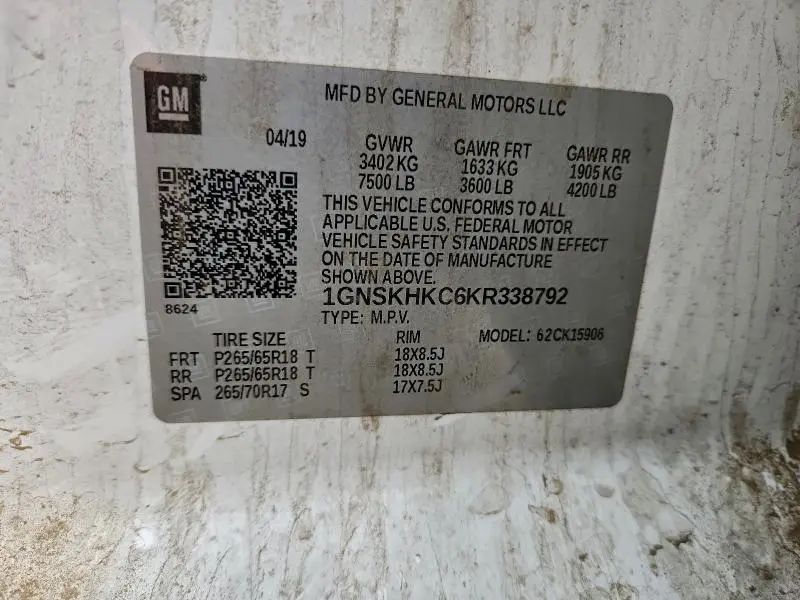 GM®
MFD BY GENERAL MOTORS LLC
04/19 GVWR GAWR FRT GAWR RR
3402 KG 1633 KG 1905 KG
7500 LB 3600 LB 4200 LB
THIS VEHICLE CONFORMS TO ALL
APPLICABLE U.S. FEDERAL MOTOR
VEHICLE SAFETY STANDARDS IN EFFECT
ON THE DATE OF MANUFACTURE
SHOWN ABOVE.
1GNSKHKC6KR338792
8624
TYPE: M.P.V. MODEL: 62CK15906
TIRE SIZE RIM
FRT P265/65R18 T 18X8.5J
RR P265/65R18 T 18X8.5J
SPA 265/70R17 S 17X7.5J